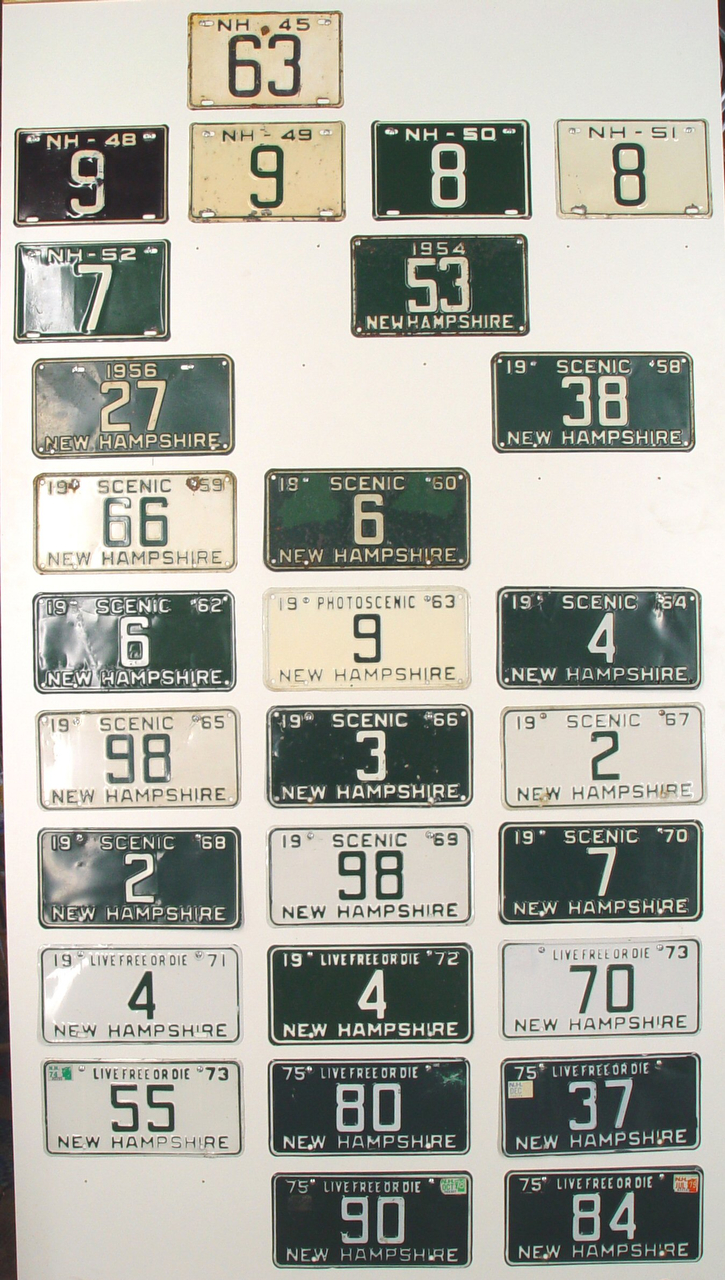 NH 45
63
NH-48
9
NH-49
9
NH-50
8
NH-51
8
NH-52
7
1954
53
NEW HAMPSHIRE
1956
27
NEW HAMPSHIRE
19 SCENIC 58
38
NEW HAMPSHIRE
19 SCENIC 59
66
NEW HAMPSHIRE
19 SCENIC 60
6
NEW HAMPSHIRE
19 SCENIC 62
6
NEW HAMPSHIRE
19 PHOTOSCENIC 63
9
NEW HAMPSHIRE
19 SCENIC 64
4
NEW HAMPSHIRE
19 SCENIC 65
98
NEW HAMPSHIRE
19 SCENIC 66
3
NEW HAMPSHIRE
19 SCENIC 67
2
NEW HAMPSHIRE
19 SCENIC 68
2
NEW HAMPSHIRE
19 SCENIC 69
98
NEW HAMPSHIRE
19 SCENIC 70
7
NEW HAMPSHIRE
19 LIVE FREE OR DIE 71
4
NEW HAMPSHIRE
19 LIVE FREE OR DIE 72
4
NEW HAMPSHIRE
LIVE FREE OR DIE 73
70
NEW HAMPSHIRE
LIVE FREE OR DIE 73
55
NEW HAMPSHIRE
75 LIVE FREE OR DIE
80
NEW HAMPSHIRE
75 LIVE FREE OR DIE
N.H.
DEC
37
NEW HAMPSHIRE
75 LIVE FREE OR DIE
90
NEW HAMPSHIRE
75 LIVE FREE OR DIE
N.H.
JUL
84
NEW HAMPSHIRE